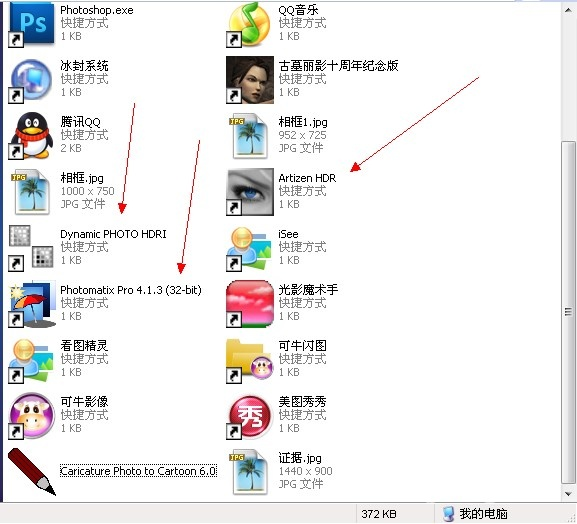 Photoshop.exe
快捷方式
1 KB
QQ音乐
快捷方式
1 KB
冰封系统
快捷方式
1 KB
古墓丽影十周年纪念版
快捷方式
1 KB
腾讯QQ
快捷方式
2 KB
JPG
相框1.jpg
952 x 725
JPG 文件
JPG
相框.jpg
1000 x 750
JPG 文件
Artizen HDR
快捷方式
1 KB
Dynamic PHOTO HDRI
快捷方式
1 KB
iSee
快捷方式
1 KB
Photomatix Pro 4.1.3 (32-bit)
快捷方式
1 KB
光影魔术手
快捷方式
1 KB
看图精灵
快捷方式
1 KB
可牛闪图
快捷方式
1 KB
可牛影像
快捷方式
1 KB
秀
美图秀秀
快捷方式
1 KB
Caricature Photo to Cartoon 6.0
JPG
证据.jpg
1440 x 900
JPG 文件
372 KB
我的电脑
Ps